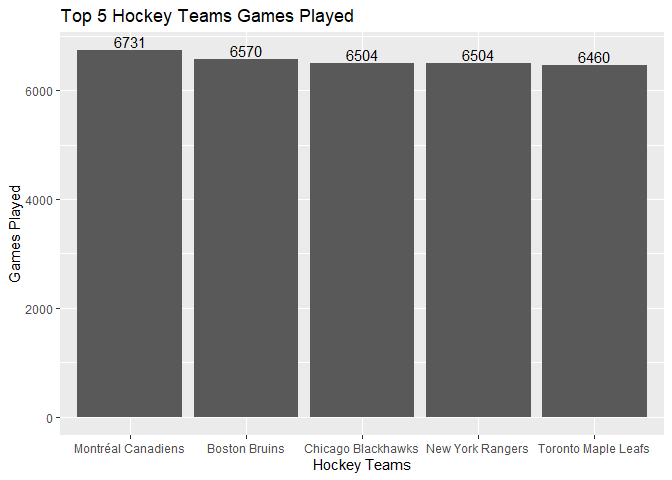 Top 5 Hockey Teams Games Played
6731
6570
6504
6504
6460
6000
4000
2000
0
Games Played
Montréal Canadiens
Boston Bruins
Chicago Blackhawks
New York Rangers
Toronto Maple Leafs
Hockey Teams